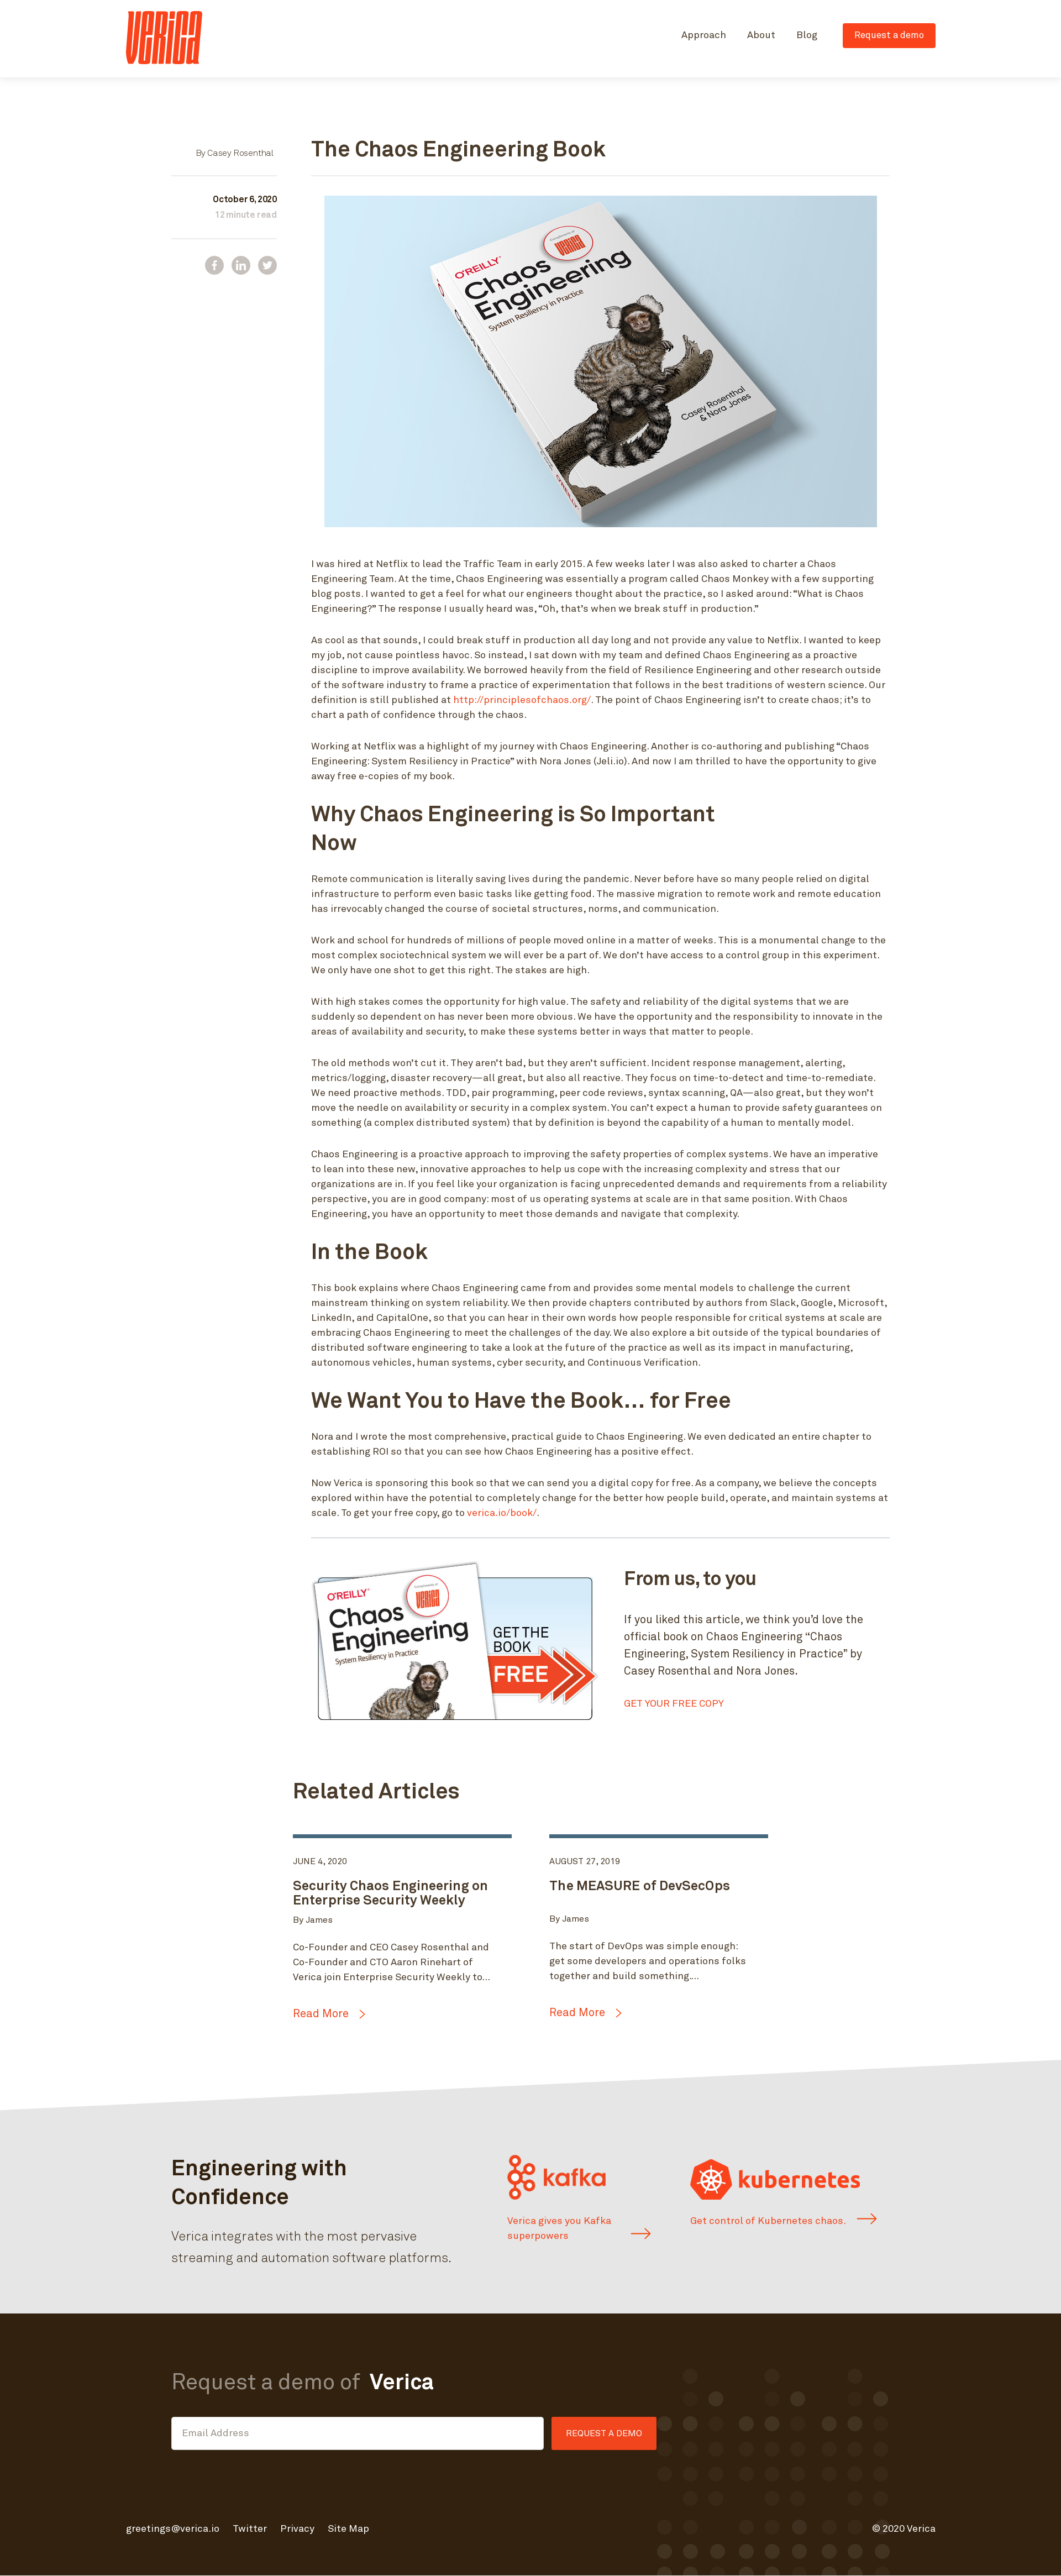 VERICA
Approach
About
Blog
Request a demo
By Casey Rosenthal
October 6, 2020
12 minute read
The Chaos Engineering Book
O'REILLY®
Compliments of
VERICA
Chaos
Engineering
System Resiliency in Practice
Casey Rosenthal
& Nora Jones
I was hired at Netflix to lead the Traffic Team in early 2015. A few weeks later I was also asked to charter a Chaos
Engineering Team. At the time, Chaos Engineering was essentially a program called Chaos Monkey with a few supporting
blog posts. I wanted to get a feel for what our engineers thought about the practice, so I asked around: “What is Chaos
Engineering?” The response I usually heard was, “Oh, that’s when we break stuff in production.”
As cool as that sounds, I could break stuff in production all day long and not provide any value to Netflix. I wanted to keep
my job, not cause pointless havoc. So instead, I sat down with my team and defined Chaos Engineering as a proactive
discipline to improve availability. We borrowed heavily from the field of Resilience Engineering and other research outside
of the software industry to frame a practice of experimentation that follows in the best traditions of western science. Our
definition is still published at http://principlesofchaos.org/. The point of Chaos Engineering isn’t to create chaos; it’s to
chart a path of confidence through the chaos.
Working at Netflix was a highlight of my journey with Chaos Engineering. Another is co-authoring and publishing “Chaos
Engineering: System Resiliency in Practice” with Nora Jones (Jeli.io). And now I am thrilled to have the opportunity to give
away free e-copies of my book.
Why Chaos Engineering is So Important
Now
Remote communication is literally saving lives during the pandemic. Never before have so many people relied on digital
infrastructure to perform even basic tasks like getting food. The massive migration to remote work and remote education
has irrevocably changed the course of societal structures, norms, and communication.
Work and school for hundreds of millions of people moved online in a matter of weeks. This is a monumental change to the
most complex sociotechnical system we will ever be a part of. We don’t have access to a control group in this experiment.
We only have one shot to get this right. The stakes are high.
With high stakes comes the opportunity for high value. The safety and reliability of the digital systems that we are
suddenly so dependent on has never been more obvious. We have the opportunity and the responsibility to innovate in the
areas of availability and security, to make these systems better in ways that matter to people.
The old methods won’t cut it. They aren’t bad, but they aren’t sufficient. Incident response management, alerting,
metrics/logging, disaster recovery—all great, but also all reactive. They focus on time-to-detect and time-to-remediate.
We need proactive methods. TDD, pair programming, peer code reviews, syntax scanning, QA—also great, but they won’t
move the needle on availability or security in a complex system. You can’t expect a human to provide safety guarantees on
something (a complex distributed system) that by definition is beyond the capability of a human to mentally model.
Chaos Engineering is a proactive approach to improving the safety properties of complex systems. We have an imperative
to lean into these new, innovative approaches to help us cope with the increasing complexity and stress that our
organizations are in. If you feel like your organization is facing unprecedented demands and requirements from a reliability
perspective, you are in good company: most of us operating systems at scale are in that same position. With Chaos
Engineering, you have an opportunity to meet those demands and navigate that complexity.
In the Book
This book explains where Chaos Engineering came from and provides some mental models to challenge the current
mainstream thinking on system reliability. We then provide chapters contributed by authors from Slack, Google, Microsoft,
LinkedIn, and CapitalOne, so that you can hear in their own words how people responsible for critical systems at scale are
embracing Chaos Engineering to meet the challenges of the day. We also explore a bit outside of the typical boundaries of
distributed software engineering to take a look at the future of the practice as well as its impact in manufacturing,
autonomous vehicles, human systems, cyber security, and Continuous Verification.
We Want You to Have the Book… for Free
Nora and I wrote the most comprehensive, practical guide to Chaos Engineering. We even dedicated an entire chapter to
establishing ROI so that you can see how Chaos Engineering has a positive effect.
Now Verica is sponsoring this book so that we can send you a digital copy for free. As a company, we believe the concepts
explored within have the potential to completely change for the better how people build, operate, and maintain systems at
scale. To get your free copy, go to verica.io/book/.
O'REILLY®
Compliments of
VERICA
Chaos
Engineering
System Resiliency in Practice
GET THE
BOOK
FREE
From us, to you
If you liked this article, we think you’d love the
official book on Chaos Engineering “Chaos
Engineering, System Resiliency in Practice” by
Casey Rosenthal and Nora Jones.
GET YOUR FREE COPY
Related Articles
JUNE 4, 2020
Security Chaos Engineering on
Enterprise Security Weekly
By James
Co-Founder and CEO Casey Rosenthal and
Co-Founder and CTO Aaron Rinehart of
Verica join Enterprise Security Weekly to…
Read More
AUGUST 27, 2019
The MEASURE of DevSecOps
By James
The start of DevOps was simple enough:
get some developers and operations folks
together and build something.…
Read More
Engineering with
Confidence
Verica integrates with the most pervasive
streaming and automation software platforms.
kafka
Verica gives you Kafka
superpowers
kubernetes
Get control of Kubernetes chaos.
Request a demo of Verica
Email Address
REQUEST A DEMO
greetings@verica.io
Twitter
Privacy
Site Map
© 2020 Verica